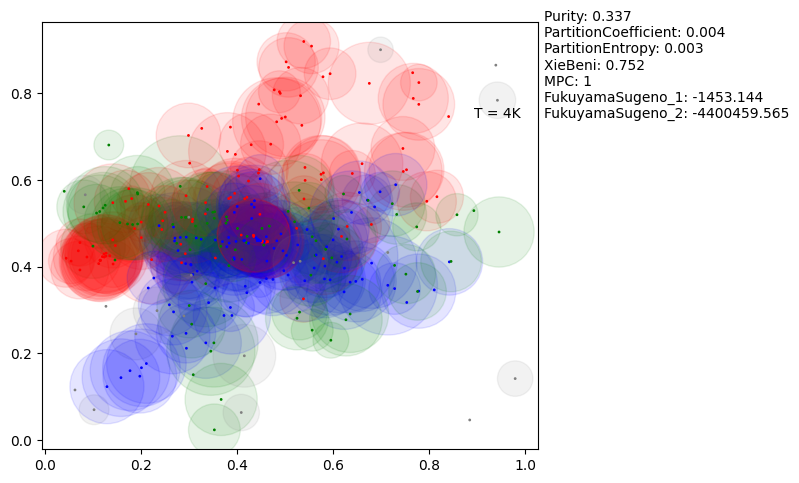 Purity: 0.337
PartitionCoefficient: 0.004
PartitionEntropy: 0.003
XieBeni: 0.752
MPC: 1
FukuyamaSugeno_1: -1453.144
FukuyamaSugeno_2: -4400459.565
T = 4K
0.8
0.6
0.4
0.2
0.0
0.0 0.2 0.4 0.6 0.8 1.0